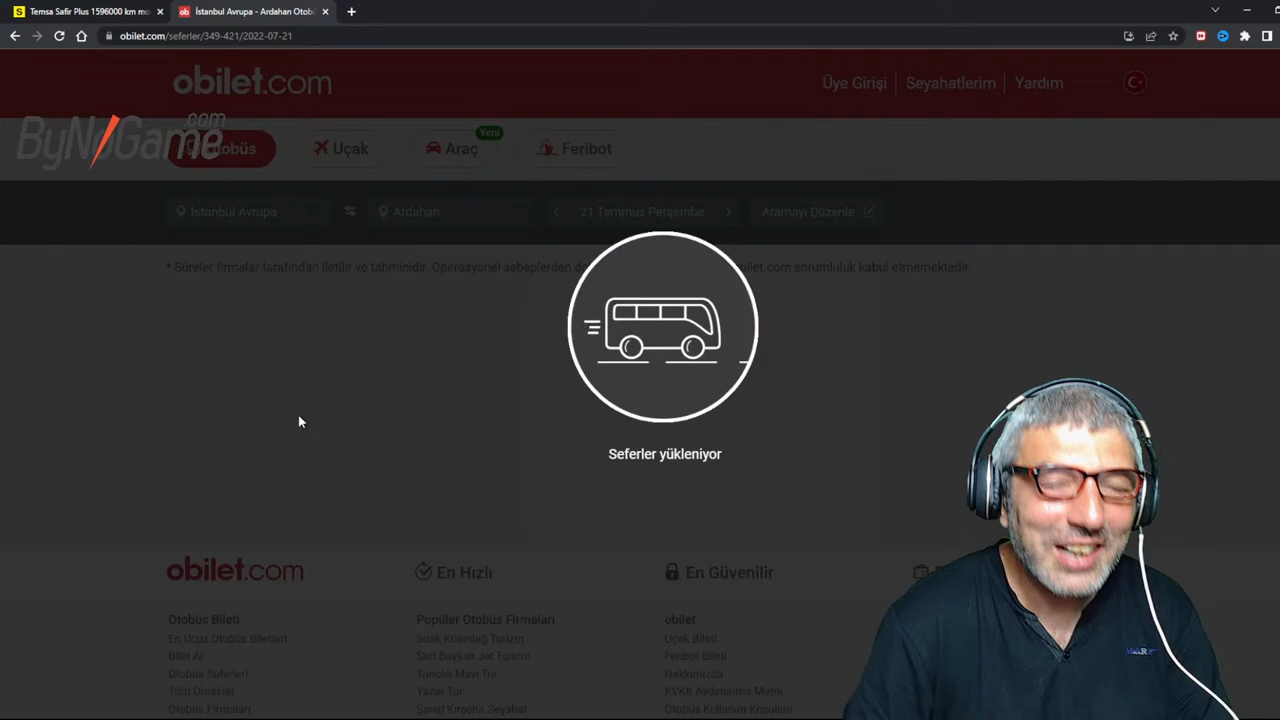 Temsa Safir Plus 1596000 km mo
İstanbul Avrupa - Ardahan Otob
obilet.com/seferler/349-421/2022-07-21
obilet.com
Üye Girişi
Seyahatlerim
Yardım
ByNoGame
.com
Otobüs
Uçak
Araç
Yeni
Feribot
İstanbul Avrupa
Ardahan
21 Temmuz Perşembe
Aramayı Düzenle
* Süreler firmalar tarafından iletilir ve tahminidir. Operasyonel sebeplerden
obilet.com sorumluluk kabul etmemektedir.
Seferler yükleniyor
obilet.com
En Hızlı
En Güvenilir
Otobüs Bileti
En Ucuz Otobüs Biletleri
Bilet Al
Otobüs Seferleri
Tüm Duraklar
Otobüs Firmaları
Popüler Otobüs Firmaları
Siirt Baykan Jet Turizm
Tunceli Mavi Tur
Yazar Tur
Şanal Kırşehir Seyahat
obilet
Uçak Bileti
Feribot Bileti
Hakkımızda
KVKK Aydınlatma Metni
Otobüs Kullanım Koşulları